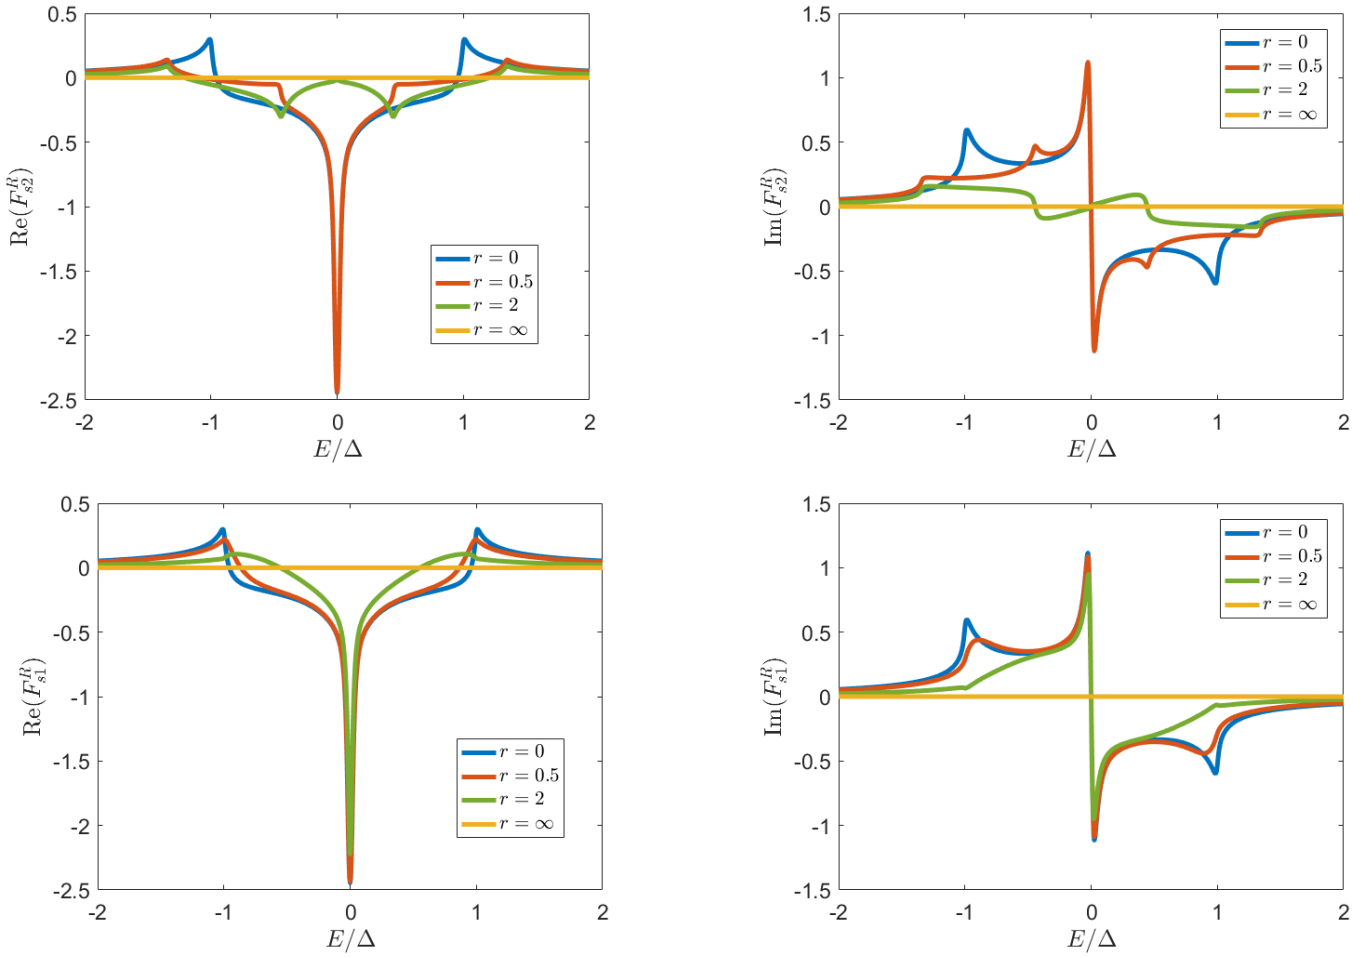 0.5
0
-0.5
-1
-1.5
-2
-2.5
-2 -1 0 1 2
E/Δ
Re(F^R_{s2})
r = 0
r = 0.5
r = 2
r = ∞
1.5
1
0.5
0
-0.5
-1
-1.5
-2 -1 0 1 2
E/Δ
Im(F^R_{s2})
r = 0
r = 0.5
r = 2
r = ∞
0.5
0
-0.5
-1
-1.5
-2
-2.5
-2 -1 0 1 2
E/Δ
Re(F^R_{s1})
r = 0
r = 0.5
r = 2
r = ∞
1.5
1
0.5
0
-0.5
-1
-1.5
-2 -1 0 1 2
E/Δ
Im(F^R_{s1})
r = 0
r = 0.5
r = 2
r = ∞